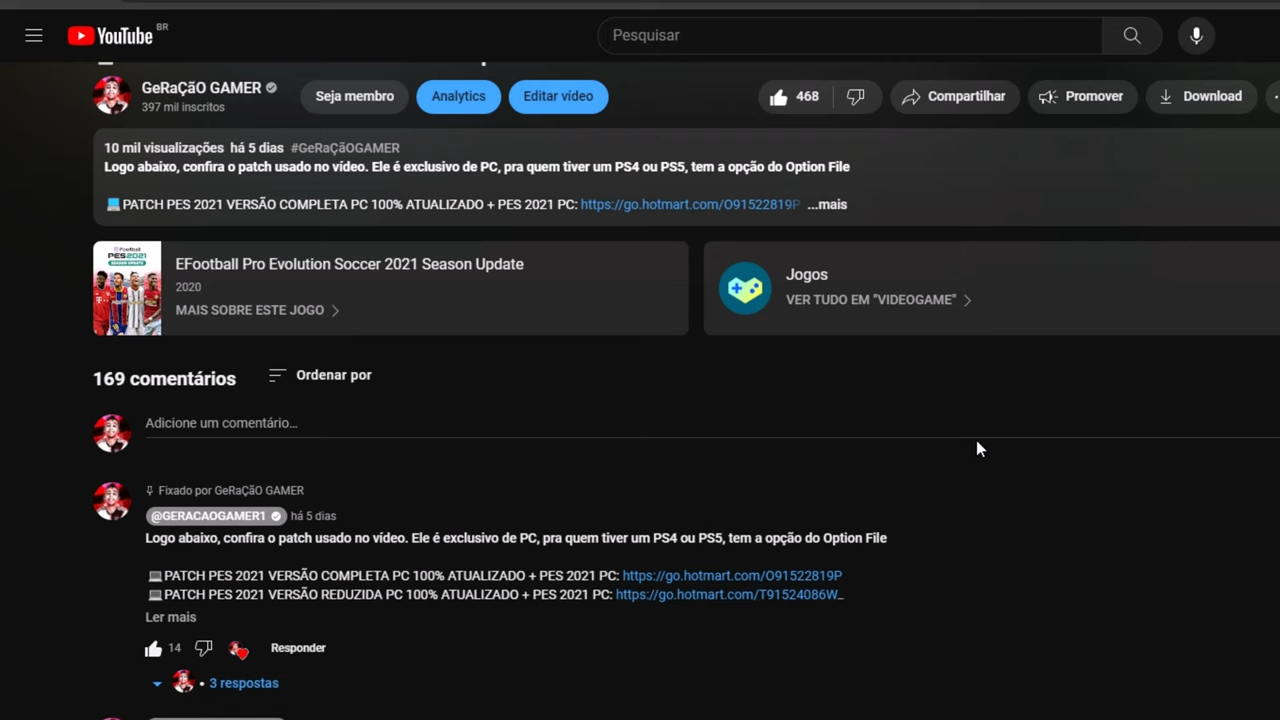 YouTube BR
Pesquisar
GeRaÇãO GAMER
397 mil inscritos
Seja membro
Analytics
Editar vídeo
468
Compartilhar
Promover
Download
10 mil visualizações há 5 dias #GeRaÇãOGAMER
Logo abaixo, confira o patch usado no vídeo. Ele é exclusivo de PC, pra quem tiver um PS4 ou PS5, tem a opção do Option File
PATCH PES 2021 VERSÃO COMPLETA PC 100% ATUALIZADO + PES 2021 PC: https://go.hotmart.com/O91522819P ...mais
eFootball
PES2021
SEASON UPDATE
EFootball Pro Evolution Soccer 2021 Season Update
2020
MAIS SOBRE ESTE JOGO
Jogos
VER TUDO EM "VIDEOGAME"
169 comentários
Ordenar por
Adicione um comentário...
Fixado por GeRaÇãO GAMER
@GERACAOGAMER1 há 5 dias
Logo abaixo, confira o patch usado no vídeo. Ele é exclusivo de PC, pra quem tiver um PS4 ou PS5, tem a opção do Option File
PATCH PES 2021 VERSÃO COMPLETA PC 100% ATUALIZADO + PES 2021 PC: https://go.hotmart.com/O91522819P
PATCH PES 2021 VERSÃO REDUZIDA PC 100% ATUALIZADO + PES 2021 PC: https://go.hotmart.com/T91524086W_
Ler mais
14
Responder
• 3 respostas